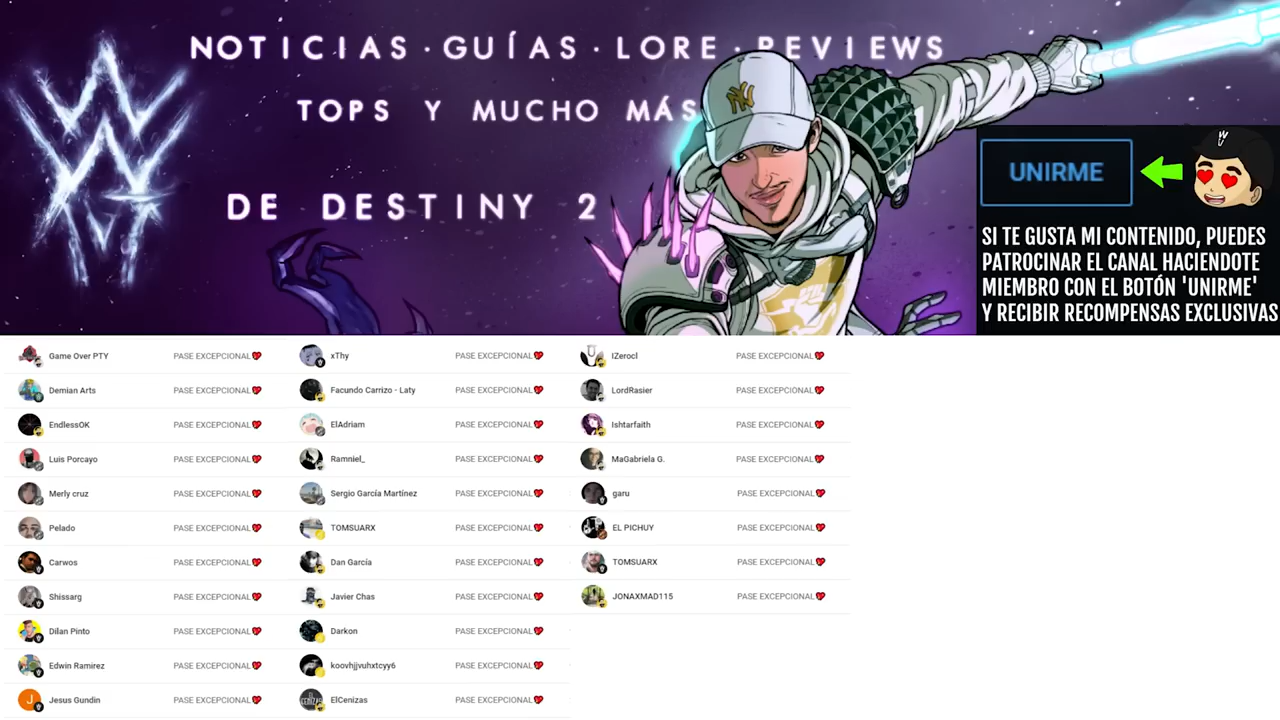 NOTICIAS · GUÍAS · LORE · REVIEWS
TOPS Y MUCHO MÁS
DE DESTINY 2
NY
UNIRME
SI TE GUSTA MI CONTENIDO, PUEDES
PATROCINAR EL CANAL HACIENDOTE
MIEMBRO CON EL BOTÓN 'UNIRME'
Y RECIBIR RECOMPENSAS EXCLUSIVAS
Game Over PTY PASE EXCEPCIONAL
Demian Arts PASE EXCEPCIONAL
EndlessOK PASE EXCEPCIONAL
Luis Porcayo PASE EXCEPCIONAL
Merly cruz PASE EXCEPCIONAL
Pelado PASE EXCEPCIONAL
Carwos PASE EXCEPCIONAL
Shissarg PASE EXCEPCIONAL
Dilan Pinto PASE EXCEPCIONAL
Edwin Ramirez PASE EXCEPCIONAL
J Jesus Gundin PASE EXCEPCIONAL
xThy PASE EXCEPCIONAL
Facundo Carrizo - Laty PASE EXCEPCIONAL
ElAdriam PASE EXCEPCIONAL
Ramniel_ PASE EXCEPCIONAL
Sergio García Martínez PASE EXCEPCIONAL
TOMSUARX PASE EXCEPCIONAL
Dan García PASE EXCEPCIONAL
Javier Chas PASE EXCEPCIONAL
Darkon PASE EXCEPCIONAL
koovhjjvuhxtcyy6 PASE EXCEPCIONAL
ElCenizas PASE EXCEPCIONAL
IZerocl PASE EXCEPCIONAL
LordRasier PASE EXCEPCIONAL
Ishtarfaith PASE EXCEPCIONAL
MaGabriela G. PASE EXCEPCIONAL
garu PASE EXCEPCIONAL
EL PICHUY PASE EXCEPCIONAL
TOMSUARX PASE EXCEPCIONAL
JONAXMAD115 PASE EXCEPCIONAL